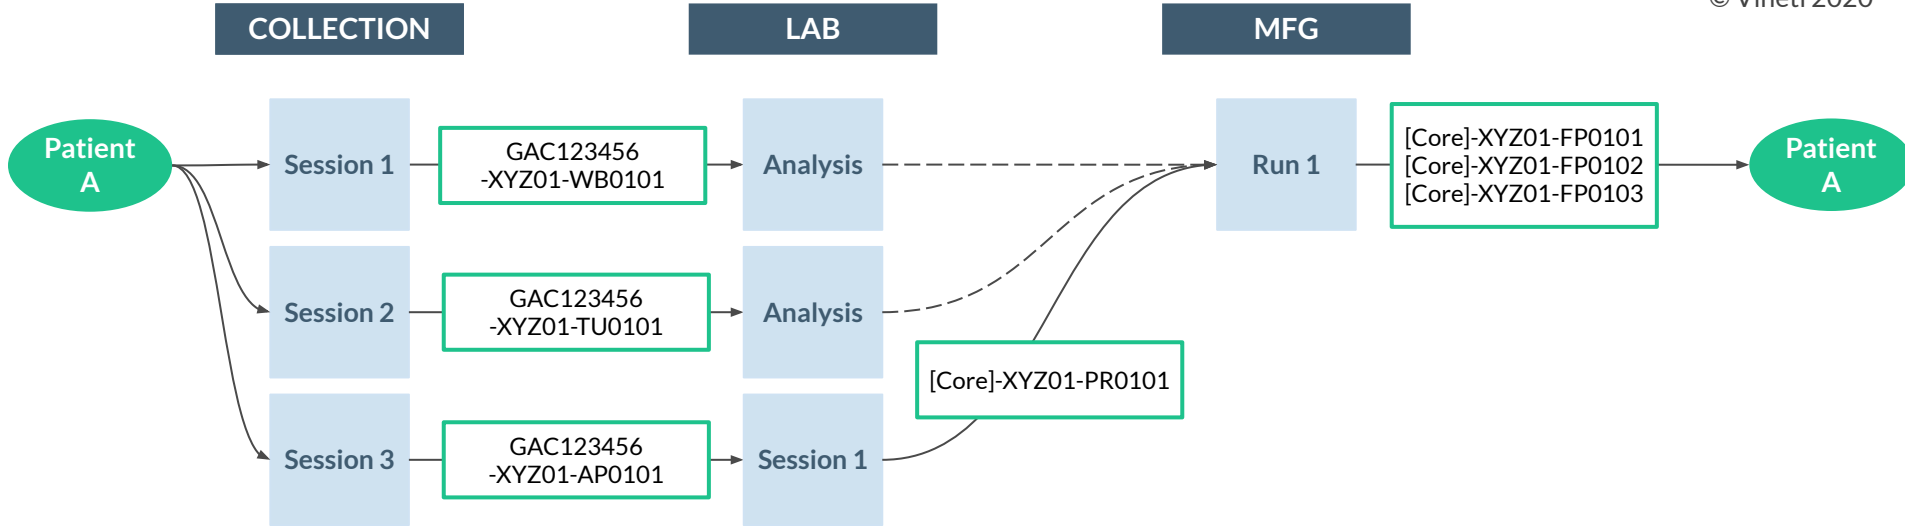 © Vineti 2020
COLLECTION
LAB
MFG
Patient
A
Session 1
GAC123456
-XYZ01-WB0101
Analysis
Run 1
[Core]-XYZ01-FP0101
[Core]-XYZ01-FP0102
[Core]-XYZ01-FP0103
Patient
A
Session 2
GAC123456
-XYZ01-TU0101
Analysis
[Core]-XYZ01-PR0101
Session 3
GAC123456
-XYZ01-AP0101
Session 1